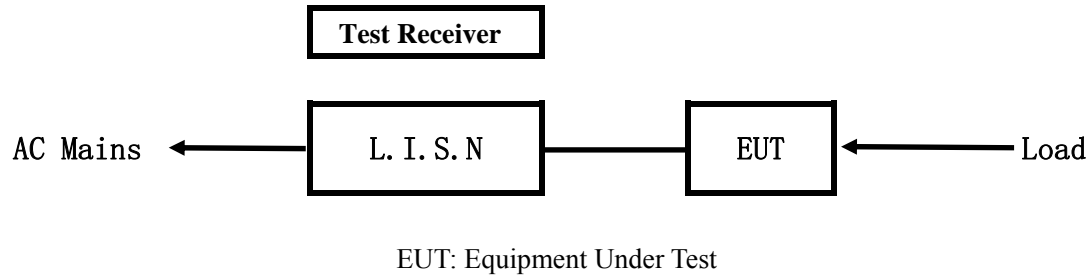 Test Receiver
AC Mains
L.I.S.N
EUT
Load
EUT: Equipment Under Test